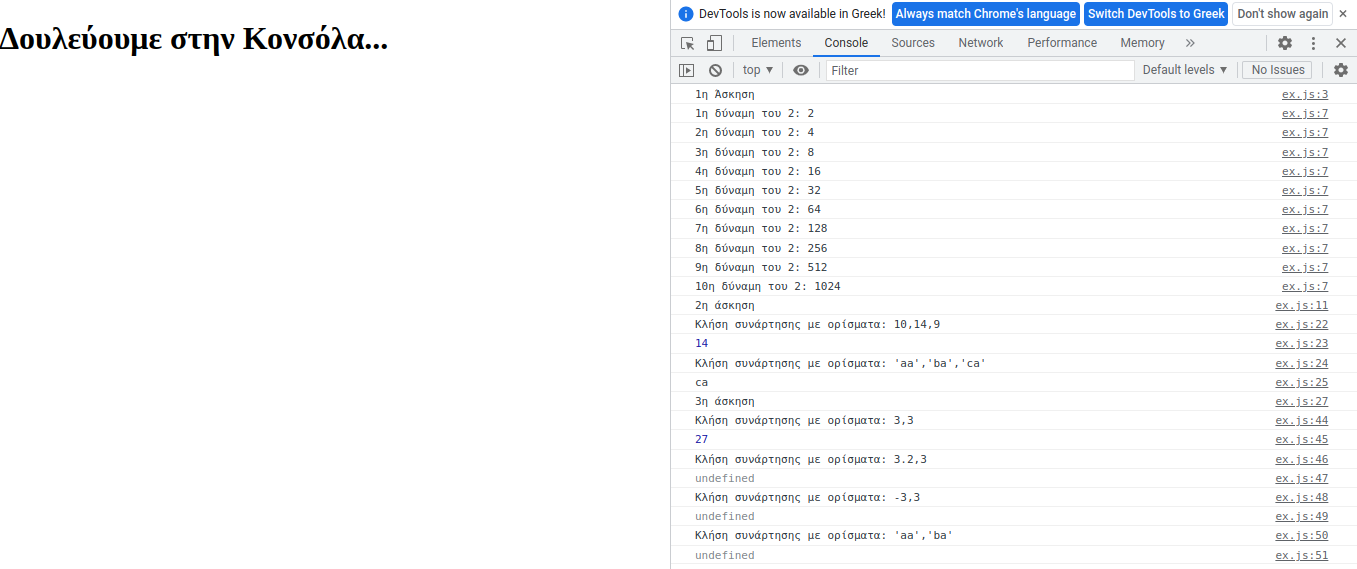 Δουλεύουμε στην Κονσόλα...
DevTools is now available in Greek! Always match Chrome's language Switch DevTools to Greek Don't show again ×
Elements Console Sources Network Performance Memory »
top ▼ Filter Default levels ▼ No Issues
1η Άσκηση ex.js:3
1η δύναμη του 2: 2 ex.js:7
2η δύναμη του 2: 4 ex.js:7
3η δύναμη του 2: 8 ex.js:7
4η δύναμη του 2: 16 ex.js:7
5η δύναμη του 2: 32 ex.js:7
6η δύναμη του 2: 64 ex.js:7
7η δύναμη του 2: 128 ex.js:7
8η δύναμη του 2: 256 ex.js:7
9η δύναμη του 2: 512 ex.js:7
10η δύναμη του 2: 1024 ex.js:7
2η άσκηση ex.js:11
Κλήση συνάρτησης με ορίσματα: 10,14,9 ex.js:22
14 ex.js:23
Κλήση συνάρτησης με ορίσματα: 'aa','ba','ca' ex.js:24
ca ex.js:25
3η άσκηση ex.js:27
Κλήση συνάρτησης με ορίσματα: 3,3 ex.js:44
27 ex.js:45
Κλήση συνάρτησης με ορίσματα: 3.2,3 ex.js:46
undefined ex.js:47
Κλήση συνάρτησης με ορίσματα: -3,3 ex.js:48
undefined ex.js:49
Κλήση συνάρτησης με ορίσματα: 'aa','ba' ex.js:50
undefined ex.js:51